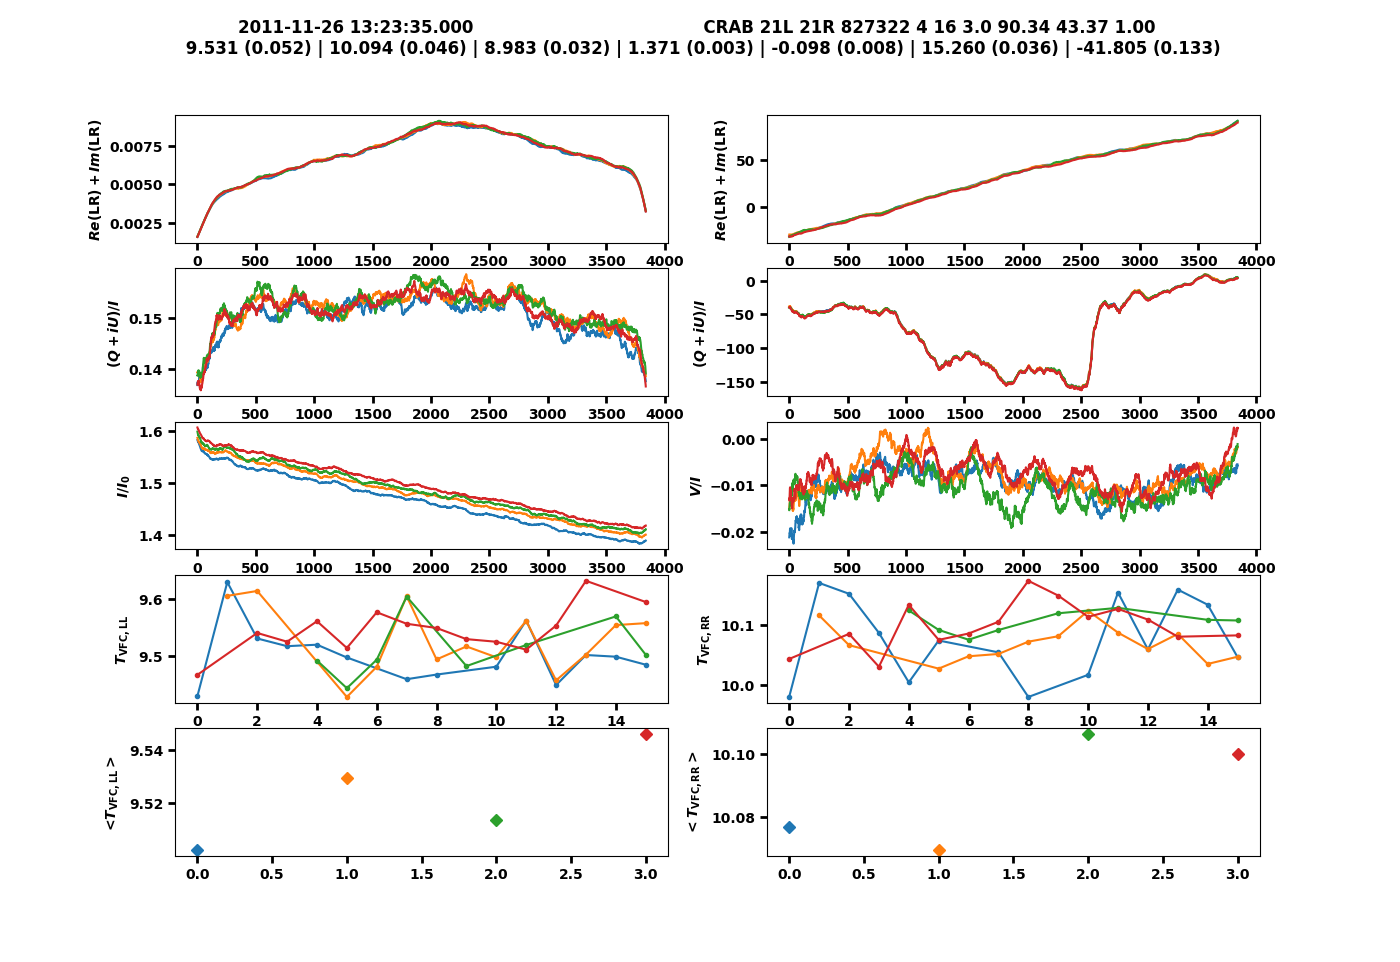 2011-11-26 13:23:35.000 CRAB 21L 21R 827322 4 16 3.0 90.34 43.37 1.00
9.531 (0.052) | 10.094 (0.046) | 8.983 (0.032) | 1.371 (0.003) | -0.098 (0.008) | 15.260 (0.036) | -41.805 (0.133)
Re(LR) + Im(LR)
0.0075
0.0050
0.0025
0 500 1000 1500 2000 2500 3000 3500 4000
Re(LR) + Im(LR)
50
0
0 500 1000 1500 2000 2500 3000 3500 4000
(Q + iU)/I
0.15
0.14
0 500 1000 1500 2000 2500 3000 3500 4000
(Q + iU)/I
0
−50
−100
−150
0 500 1000 1500 2000 2500 3000 3500 4000
I/I0
1.6
1.5
1.4
0 500 1000 1500 2000 2500 3000 3500 4000
V/I
0.00
−0.01
−0.02
0 500 1000 1500 2000 2500 3000 3500 4000
TVFC, LL
9.6
9.5
0 2 4 6 8 10 12 14
TVFC, RR
10.1
10.0
0 2 4 6 8 10 12 14
<TVFC, LL >
9.54
9.52
0.0 0.5 1.0 1.5 2.0 2.5 3.0
< TVFC, RR >
10.10
10.08
0.0 0.5 1.0 1.5 2.0 2.5 3.0